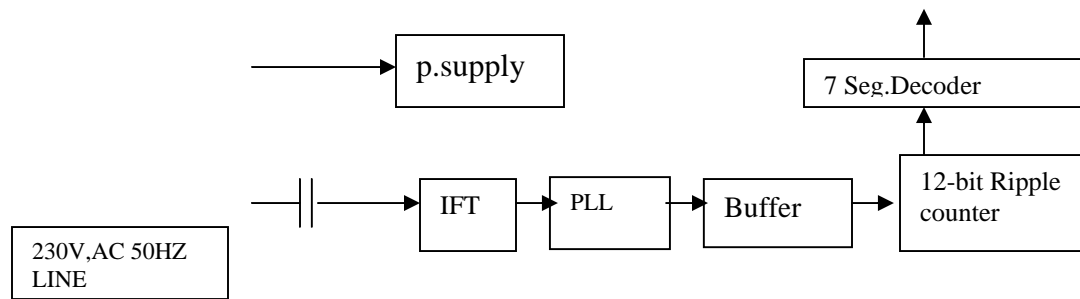 p.supply
7 Seg.Decoder
IFT
PLL
Buffer
12-bit Ripple
counter
230V,AC 50HZ
LINE